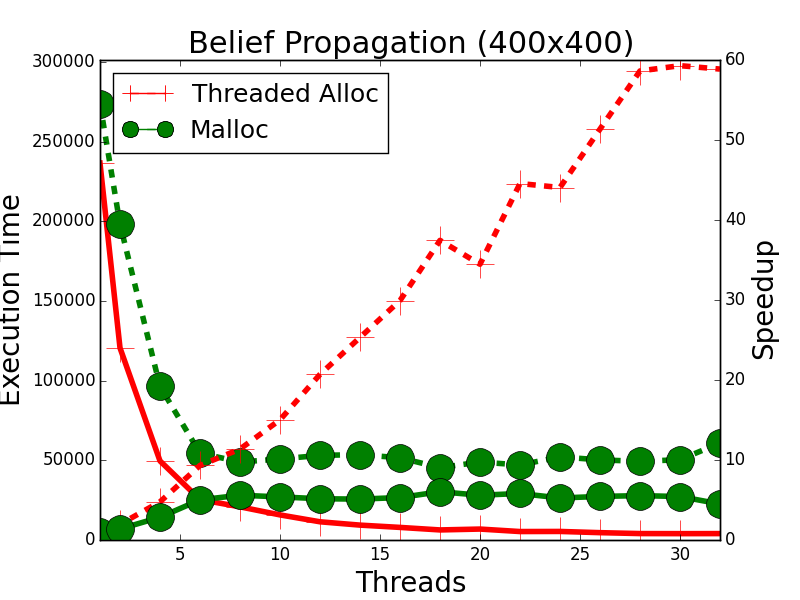 Belief Propagation (400x400)
Threaded Alloc
Malloc
300000
250000
200000
150000
100000
50000
0
Execution Time
60
50
40
30
20
10
0
Speedup
5 10 15 20 25 30
Threads